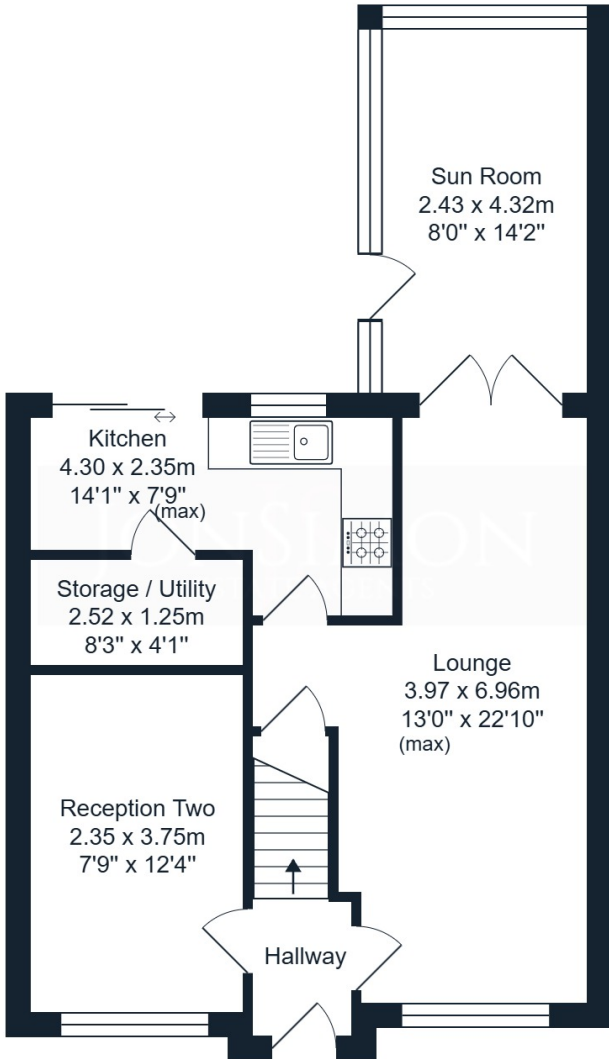 Sun Room
2.43 x 4.32m
8'0" x 14'2"
Kitchen
4.30 x 2.35m
14'1" x 7'9"
(max)
Storage / Utility
2.52 x 1.25m
8'3" x 4'1"
Lounge
3.97 x 6.96m
13'0" x 22'10"
(max)
Reception Two
2.35 x 3.75m
7'9" x 12'4"
Hallway
JONSIMON